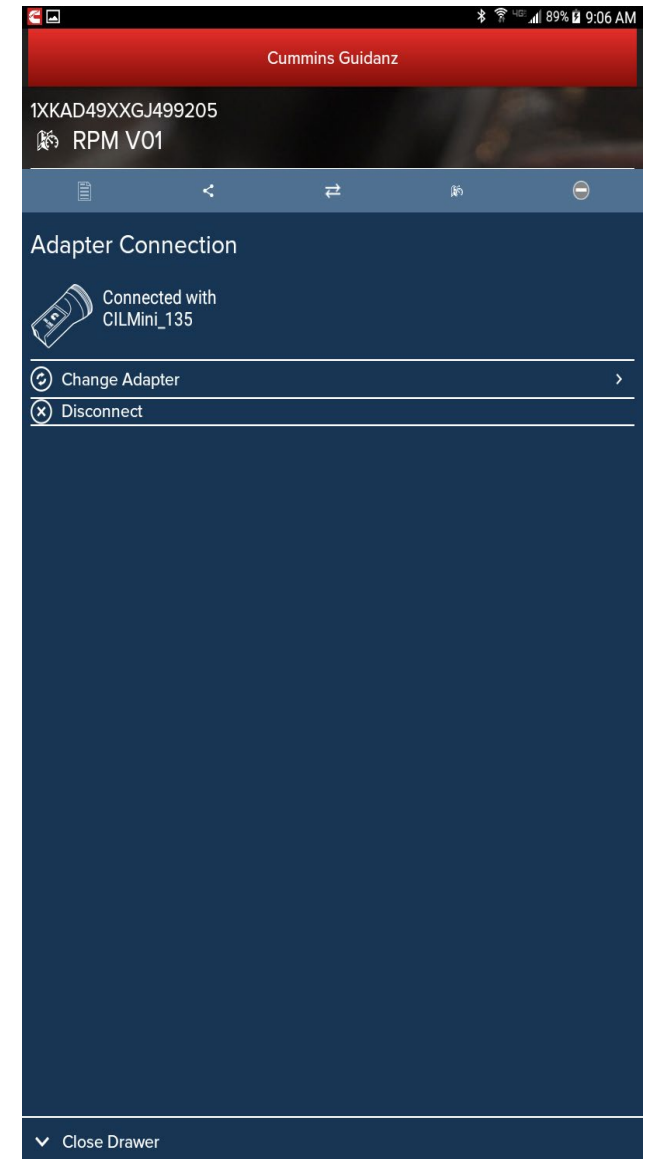 89% 9:06 AM
Cummins Guidanz
1XKAD49XXGJ499205
RPM V01
Adapter Connection
Connected with
CILMini_135
Change Adapter
Disconnect
Close Drawer